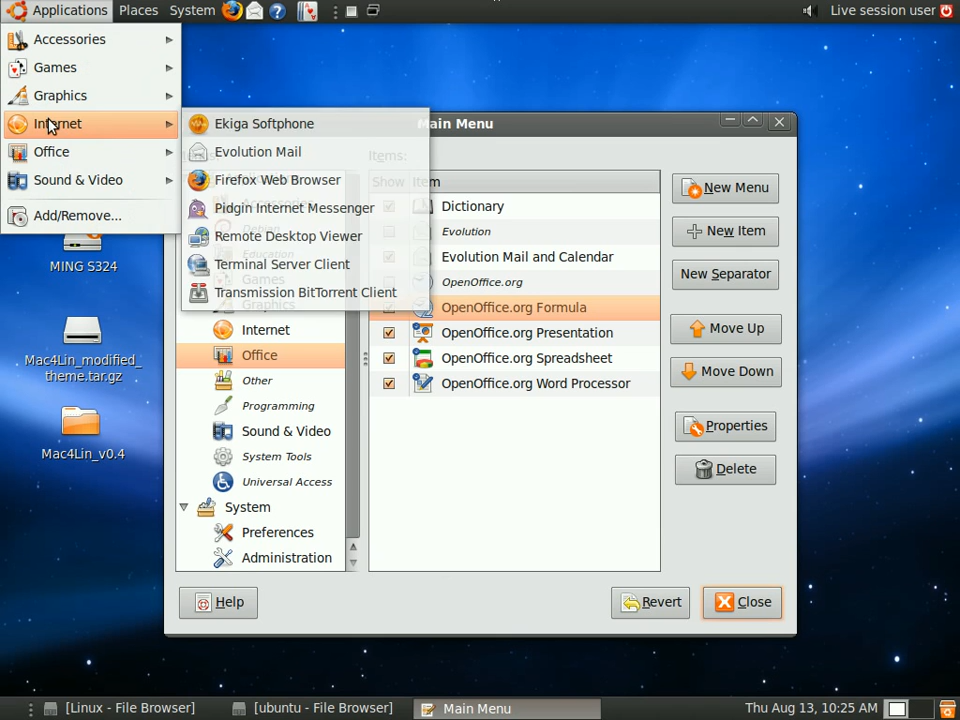 Applications Places System Live session user
Accessories
Games
Graphics
Internet
Office
Sound & Video
Add/Remove...
Ekiga Softphone
Evolution Mail
Firefox Web Browser
Pidgin Internet Messenger
Remote Desktop Viewer
Terminal Server Client
Transmission BitTorrent Client
MING S324
Mac4Lin_modified_
theme.tar.gz
Mac4Lin_v0.4
Main Menu
Items:
Show Item
Debian
Education
Games
Graphics
Internet
Office
Other
Programming
Sound & Video
System Tools
Universal Access
System
Preferences
Administration
Dictionary
Evolution
Evolution Mail and Calendar
OpenOffice.org
OpenOffice.org Formula
OpenOffice.org Presentation
OpenOffice.org Spreadsheet
OpenOffice.org Word Processor
New Menu
New Item
New Separator
Move Up
Move Down
Properties
Delete
Help
Revert
Close
[Linux - File Browser] [ubuntu - File Browser] Main Menu Thu Aug 13, 10:25 AM